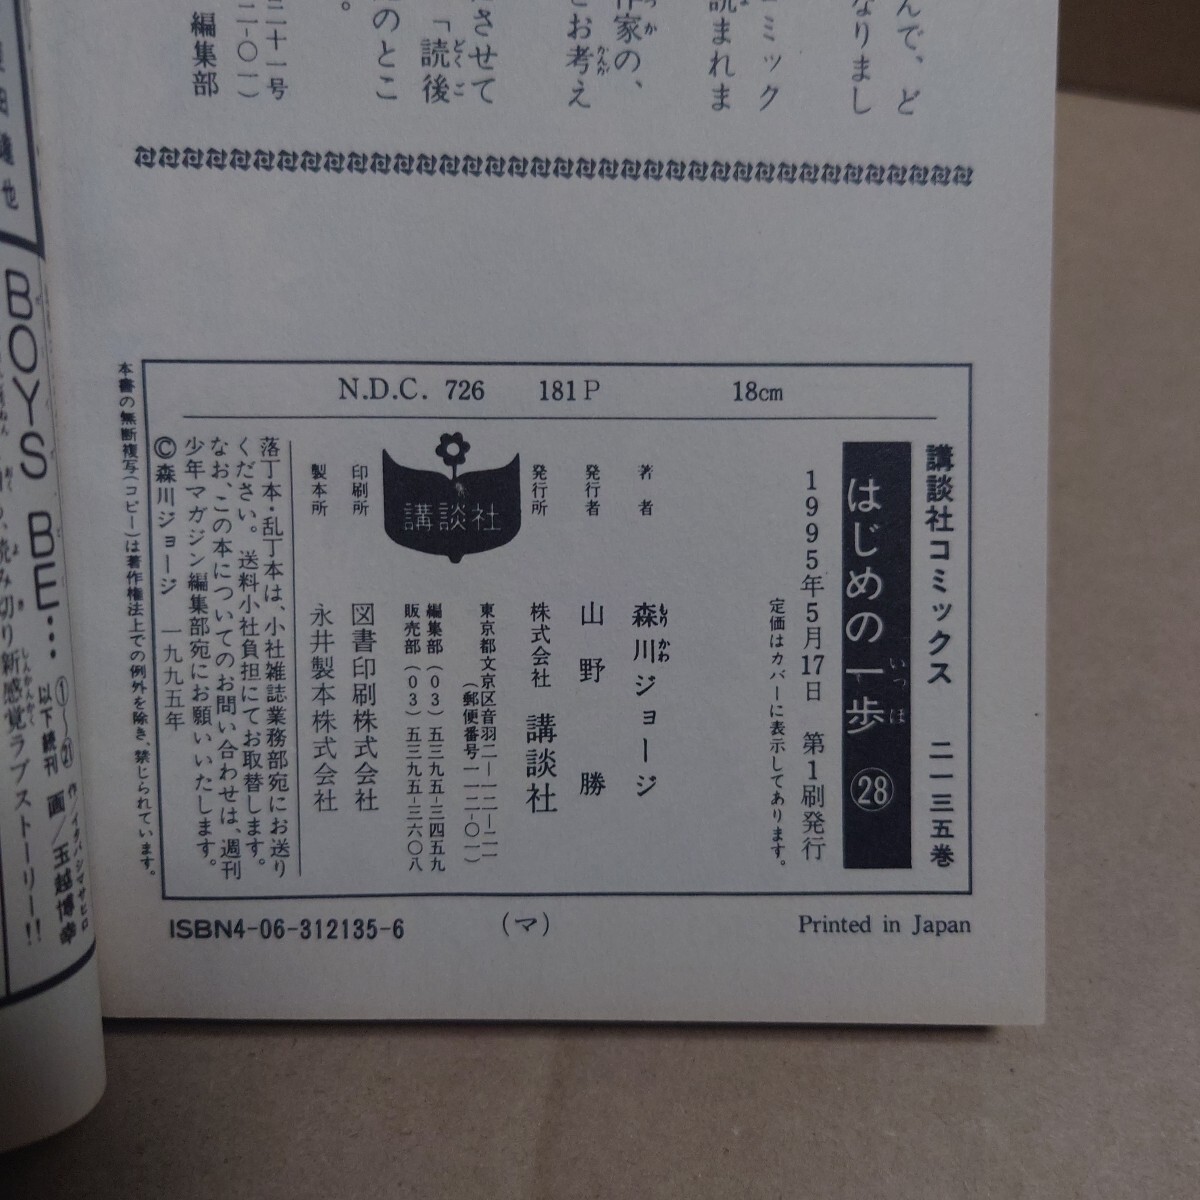 んで、ど
なりまし
コミック
読まれま
作家の、
とお考え
ださせて
「読後
のとこ
。
二十一号
二-〇一)
編集部
N.D.C. 726 181P 18cm
講談社コミックス 二一三五巻
はじめの一歩 ㉘
1995年5月17日 第1刷発行
定価はカバーに表示してあります。
著者 森川ジョージ
発行者 山野 勝
発行所 株式会社 講談社
東京都文京区音羽二-一二-二一
(郵便番号一一二-〇一)
編集部(03)五三九五-三四五九
販売部(03)五三九五-三六〇八
講談社
印刷所 図書印刷株式会社
製本所 永井製本株式会社
落丁本・乱丁本は、小社雑誌業務部宛にお送り
ください。送料小社負担にてお取替します。
なお、この本についてのお問い合わせは、週刊
少年マガジン編集部宛にお願いいたします。
©森川ジョージ 一九九五年
本書の無断複写(コピー)は著作権法上での例外を除き、禁じられています。
ISBN4-06-312135-6 (マ) Printed in Japan
BOYS BE…
①〜㉑
以下続刊
作/イタバシマサヒロ
画/玉越博幸
読み切り新感覚ラブストーリー!!